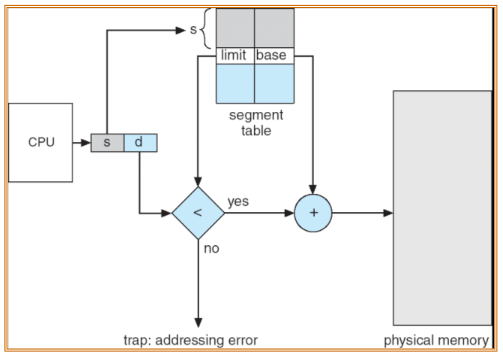 s
limit base
segment
table
CPU
s d
<
yes
+
no
trap: addressing error
physical memory